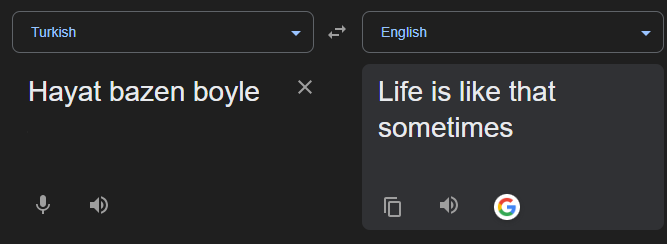 Turkish
English
Hayat bazen boyle
Life is like that
sometimes